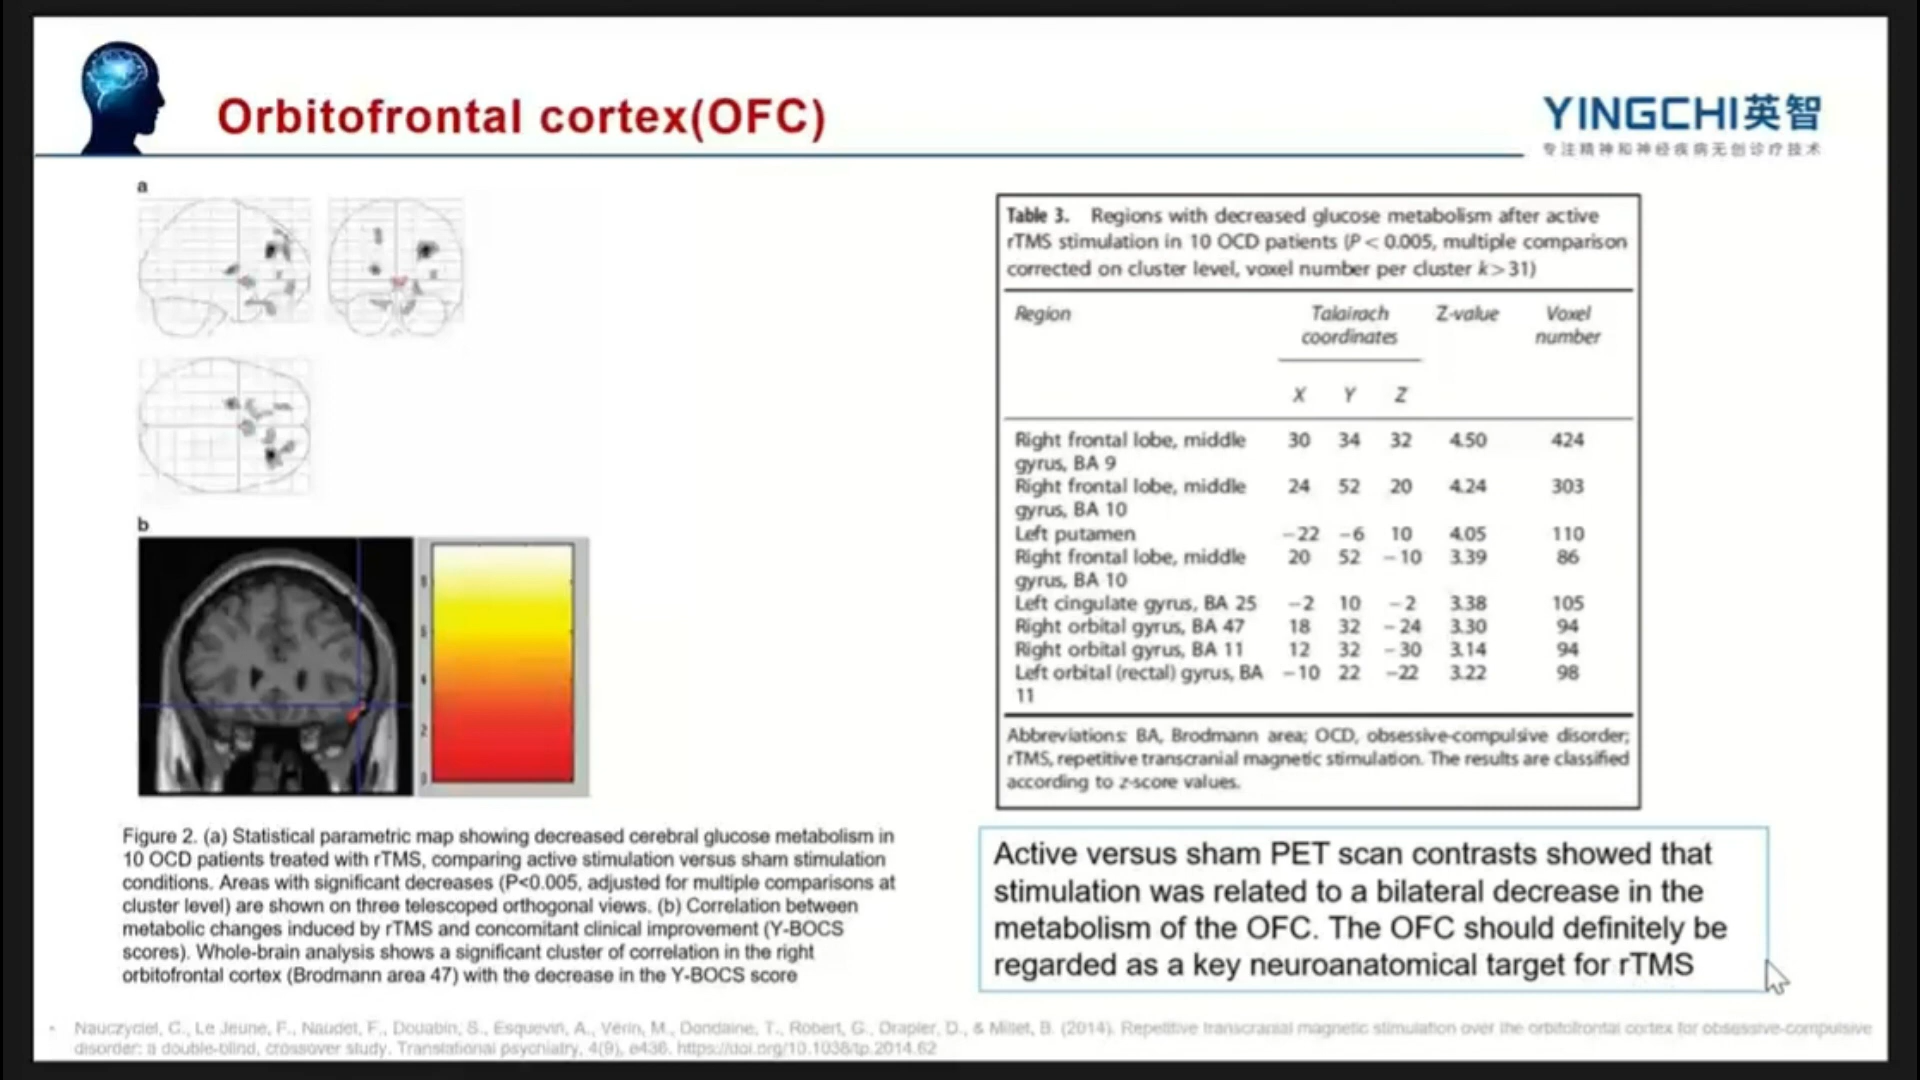 Orbitofrontal cortex(OFC)
YINGCHI英智
专注精神和神经疾病无创诊疗技术
a
b
Figure 2. (a) Statistical parametric map showing decreased cerebral glucose metabolism in
10 OCD patients treated with rTMS, comparing active stimulation versus sham stimulation
conditions. Areas with significant decreases (P<0.005, adjusted for multiple comparisons at
cluster level) are shown on three telescoped orthogonal views. (b) Correlation between
metabolic changes induced by rTMS and concomitant clinical improvement (Y-BOCS
scores). Whole-brain analysis shows a significant cluster of correlation in the right
orbitofrontal cortex (Brodmann area 47) with the decrease in the Y-BOCS score
Table 3. Regions with decreased glucose metabolism after active
rTMS stimulation in 10 OCD patients (P < 0.005, multiple comparison
corrected on cluster level, voxel number per cluster k > 31)
Region Talairach Z-value Voxel
coordinates number
X Y Z
Right frontal lobe, middle 30 34 32 4.50 424
gyrus, BA 9
Right frontal lobe, middle 24 52 20 4.24 303
gyrus, BA 10
Left putamen −22 −6 10 4.05 110
Right frontal lobe, middle 20 52 −10 3.39 86
gyrus, BA 10
Left cingulate gyrus, BA 25 −2 10 −2 3.38 105
Right orbital gyrus, BA 47 18 32 −24 3.30 94
Right orbital gyrus, BA 11 12 32 −30 3.14 94
Left orbital (rectal) gyrus, BA −10 22 −22 3.22 98
11
Abbreviations: BA, Brodmann area; OCD, obsessive-compulsive disorder;
rTMS, repetitive transcranial magnetic stimulation. The results are classified
according to z-score values.
Active versus sham PET scan contrasts showed that
stimulation was related to a bilateral decrease in the
metabolism of the OFC. The OFC should definitely be
regarded as a key neuroanatomical target for rTMS
Nauczyciel, C., Le Jeune, F., Naudet, F., Douabin, S., Esquevin, A., Vérin, M., Dondaine, T., Robert, G., Drapier, D., & Millet, B. (2014). Repetitive transcranial magnetic stimulation over the orbitofrontal cortex for obsessive-compulsive
disorder: a double-blind, crossover study. Translational psychiatry, 4(9), e436. https://doi.org/10.1038/tp.2014.62